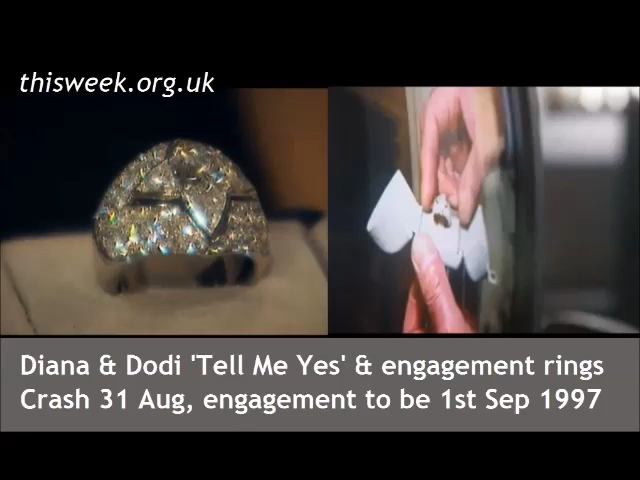 thisweek.org.uk
Diana & Dodi 'Tell Me Yes' & engagement rings
Crash 31 Aug, engagement to be 1st Sep 1997